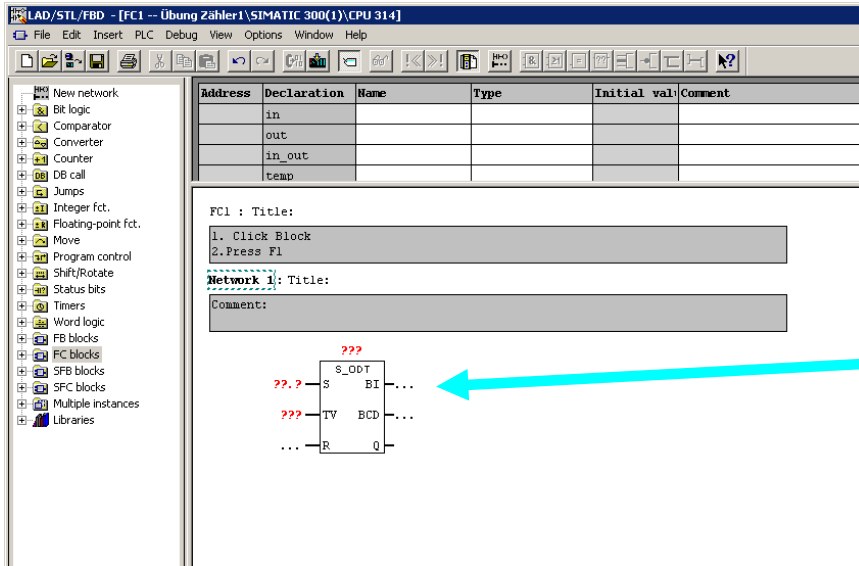 LAD/STL/FBD - [FC1 -- Übung Zähler1\SIMATIC 300(1)\CPU 314]
File Edit Insert PLC Debug View Options Window Help
New network
Bit logic
Comparator
Converter
Counter
DB call
Jumps
Integer fct.
Floating-point fct.
Move
Program control
Shift/Rotate
Status bits
Timers
Word logic
FB blocks
FC blocks
SFB blocks
SFC blocks
Multiple instances
Libraries
Address Declaration Name Type Initial val Comment
in
out
in_out
temp
FC1 : Title:
1. Click Block
2.Press F1
Network 1: Title:
Comment:
???
S_ODT
??.? S BI ...
??? TV BCD ...
... R Q